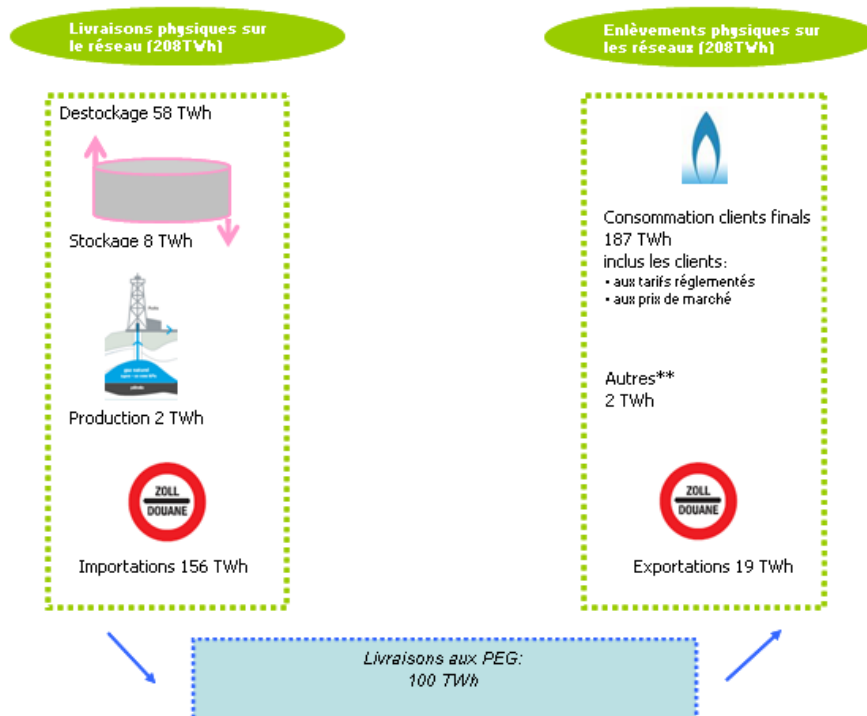 Livraisons physiques sur
le réseau (208TWh)
Destockage 58 TWh
Stockage 8 TWh
Production 2 TWh
ZOLL
DOUANE
Importations 156 TWh
Enlèvements physiques sur
les réseaux (208Twh)
Consommation clients finals
187 TWh
inclus les clients:
• aux tarifs réglementés
• aux prix de marché
Autres**
2 TWh
ZOLL
DOUANE
Exportations 19 TWh
Livraisons aux PEG:
100 TWh